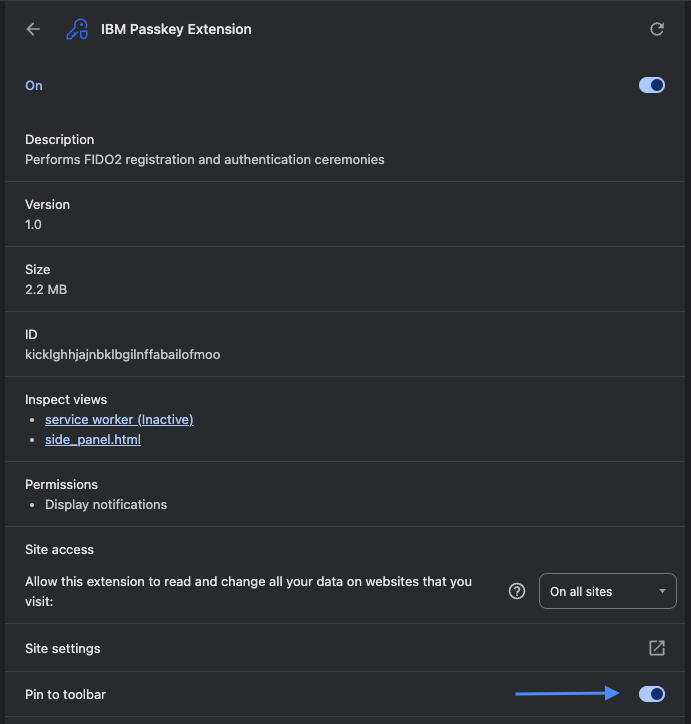 IBM Passkey Extension
On
Description
Performs FIDO2 registration and authentication ceremonies
Version
1.0
Size
2.2 MB
ID
kicklghhjajnbklbgilnffabailofmoo
Inspect views
service worker (Inactive)
side_panel.html
Permissions
Display notifications
Site access
Allow this extension to read and change all your data on websites that you
visit:
On all sites
Site settings
Pin to toolbar